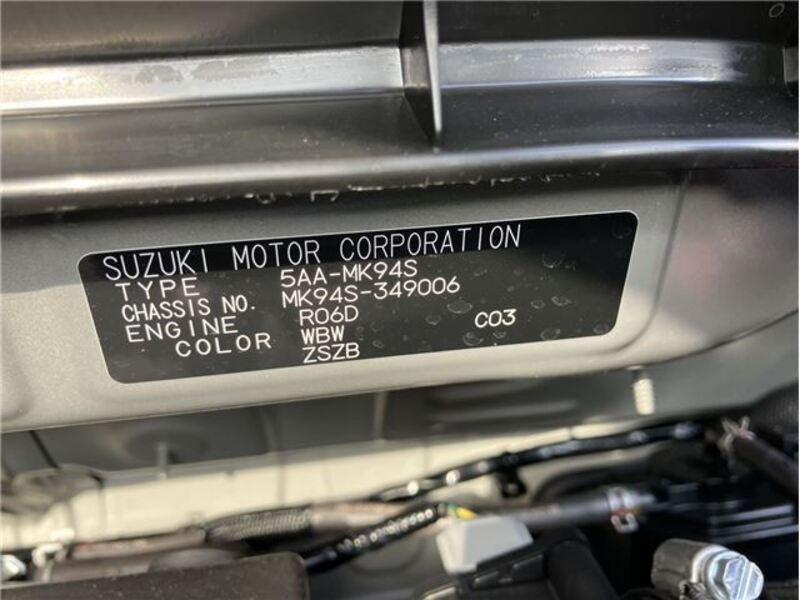 SUZUKI MOTOR CORPORATION
TYPE 5AA-MK94S
CHASSIS NO. MK94S-349006
ENGINE R06D C03
COLOR WBW
ZSZB